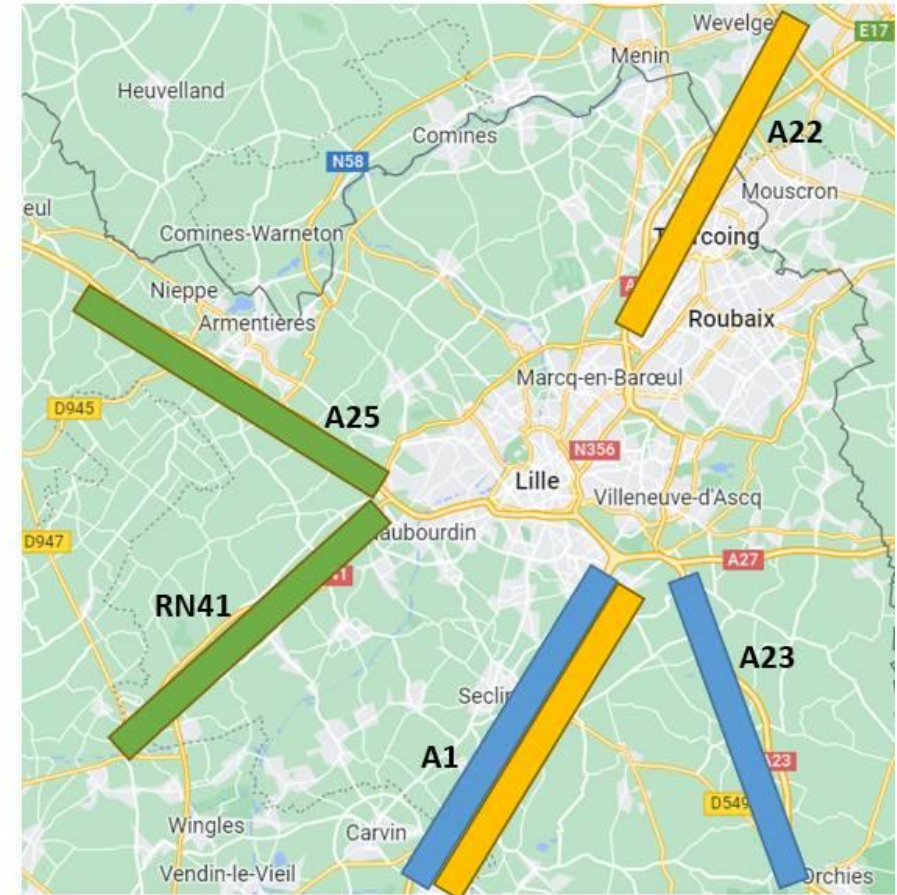 Wevelge
E17
Menin
Heuvelland
Comines
A22
N58
Mouscron
eul
Comines-Warneton
T rcoing
Nieppe
A
Armentières
Roubaix
Marcq-en-Barœul
D945
A25
N356
Lille
Villeneuve-d'Ascq
aubourdin
D947
A27
41
RN41
A23
Seclin
A1
A23
D549
Wingles
Carvin
Vendin-le-Vieil
Orchies